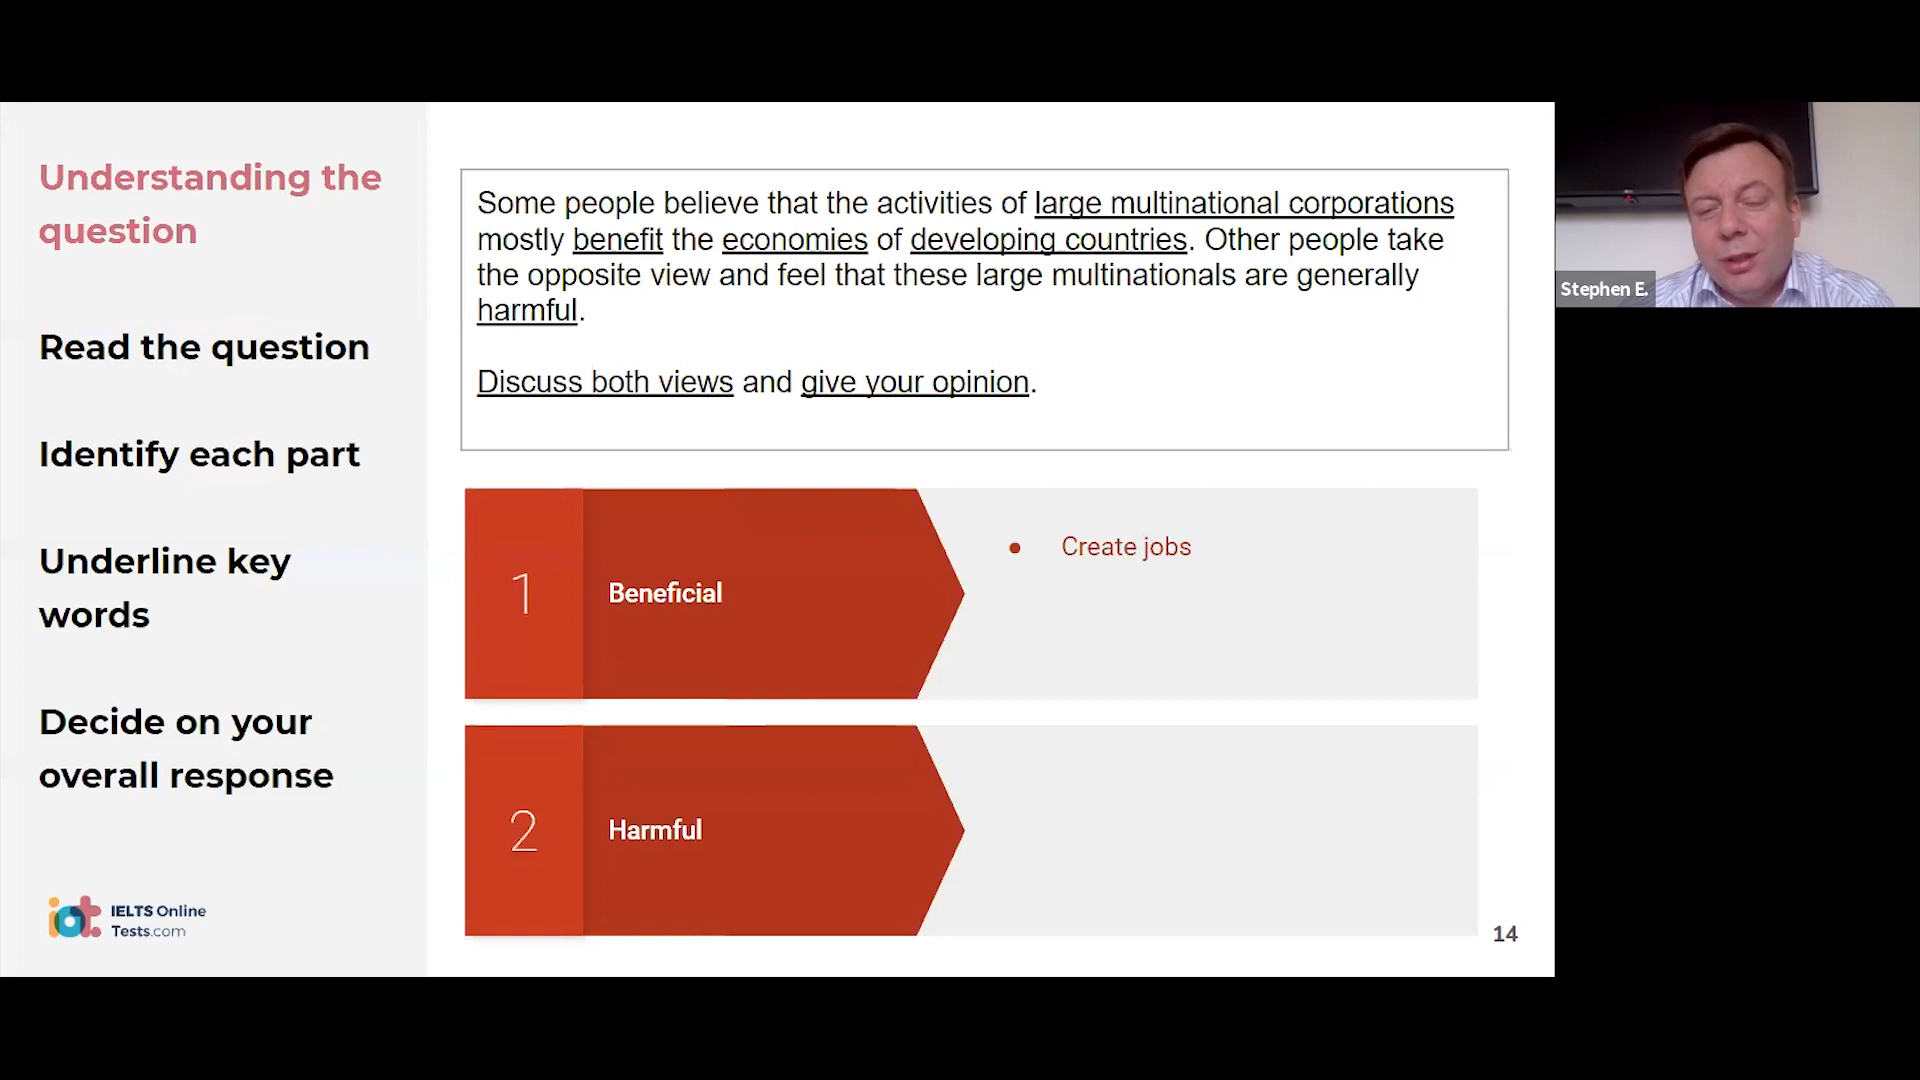 Understanding the
question
Read the question
Identify each part
Underline key
words
Decide on your
overall response
IELTS Online
Tests.com
Some people believe that the activities of large multinational corporations
mostly benefit the economies of developing countries. Other people take
the opposite view and feel that these large multinationals are generally
harmful.
Discuss both views and give your opinion.
1
Beneficial
• Create jobs
2
Harmful
14
Stephen E.